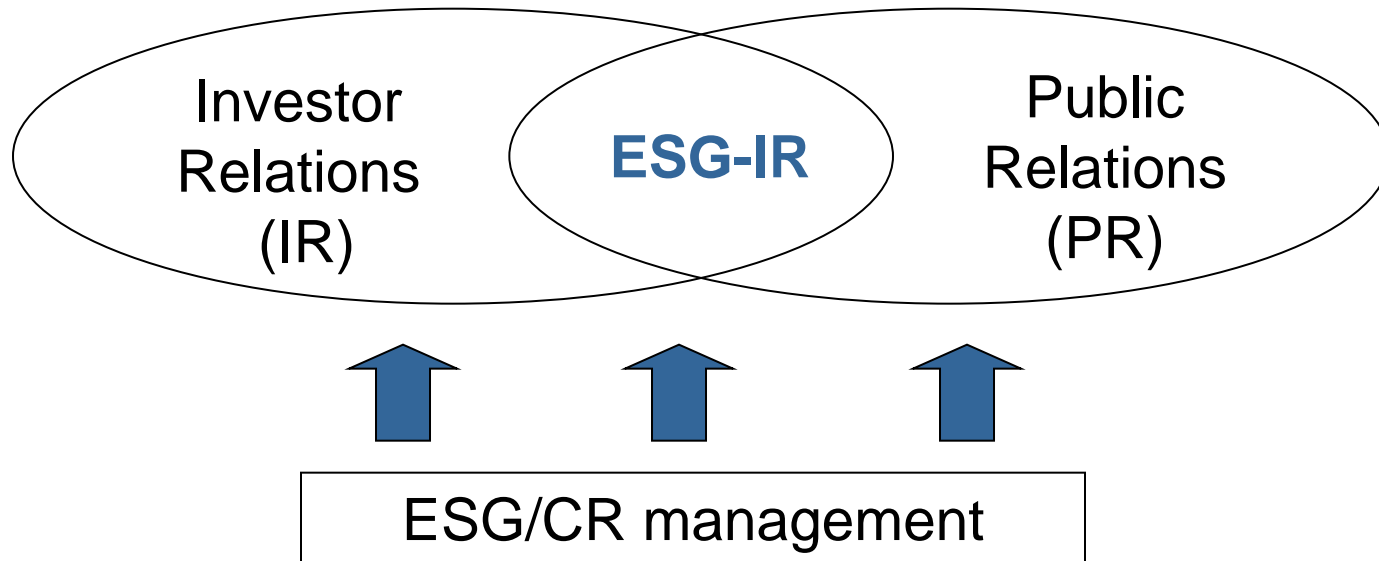 Investor
Relations
(IR)
ESG-IR
Public
Relations
(PR)
ESG/CR management